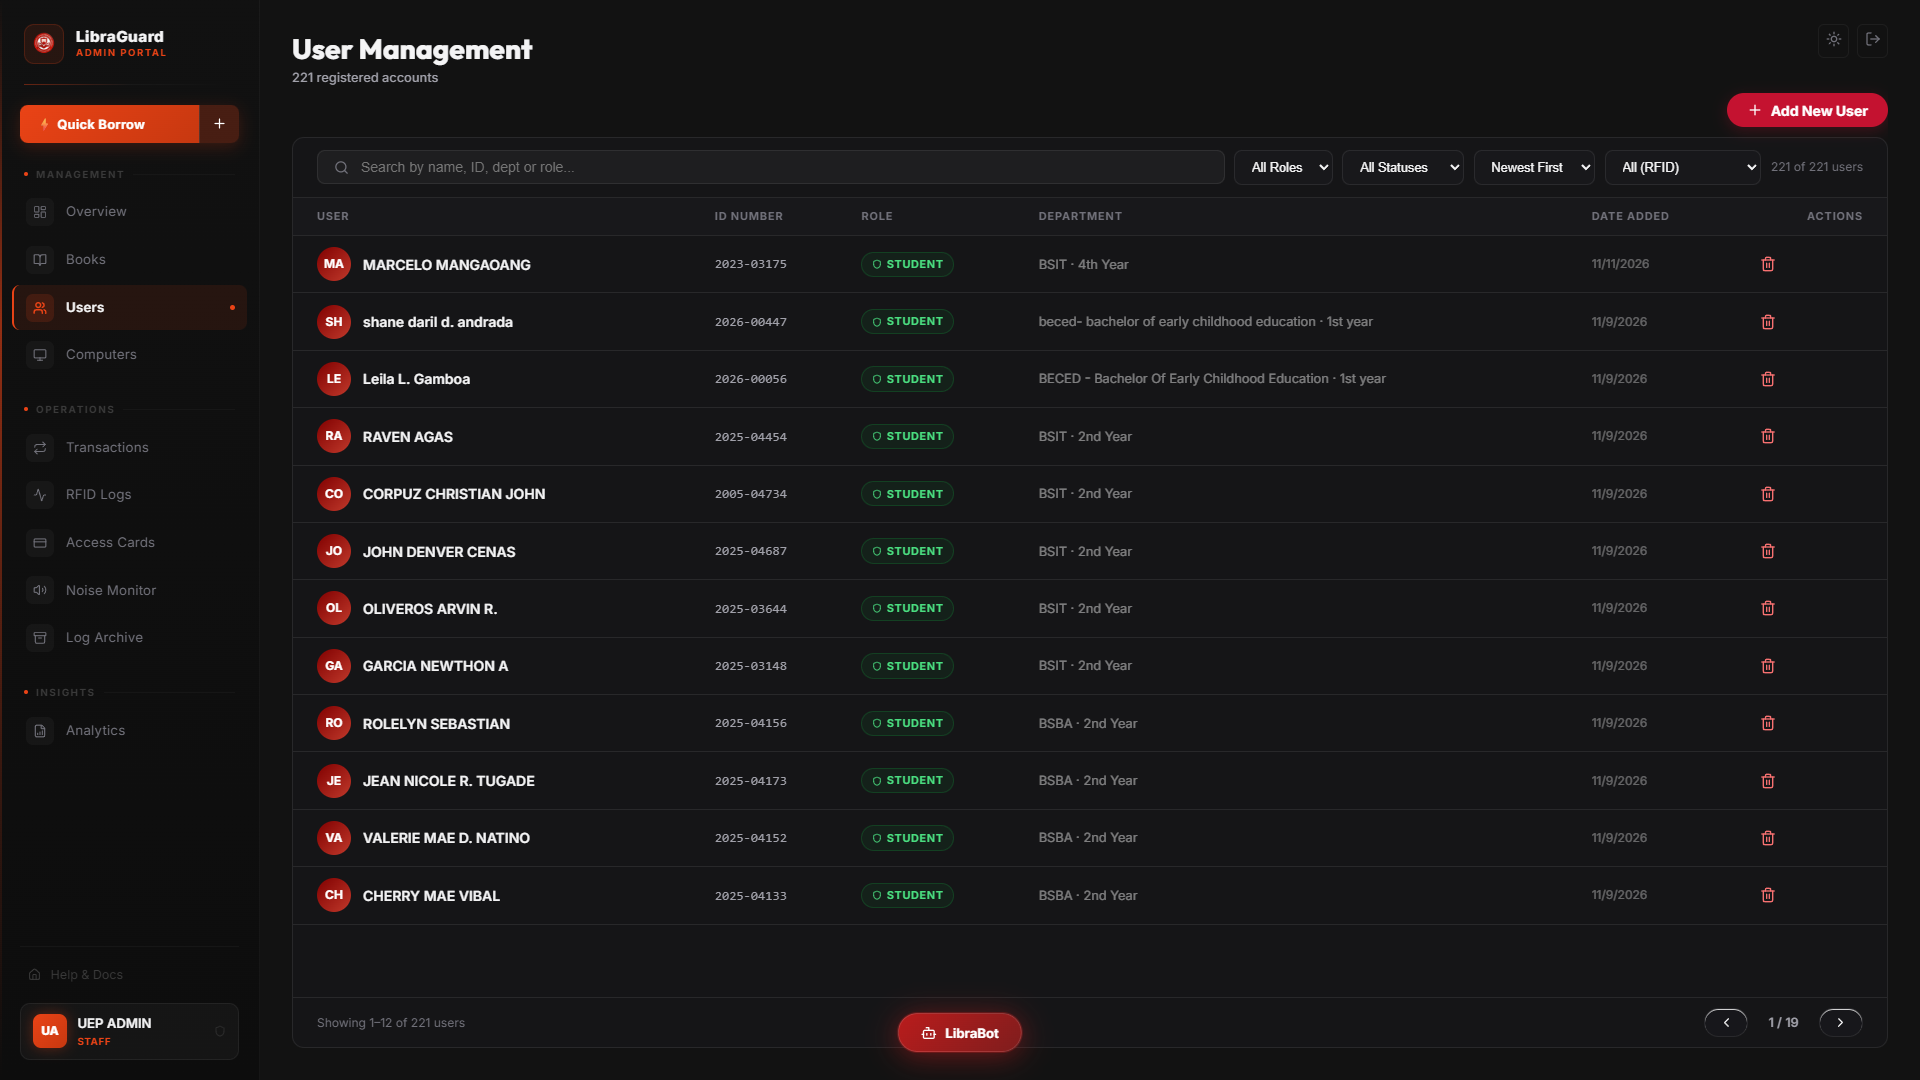 LibraGuard
ADMIN PORTAL
Quick Borrow
+
MANAGEMENT
Overview
Books
Users
Computers
OPERATIONS
Transactions
RFID Logs
Access Cards
Noise Monitor
Log Archive
INSIGHTS
Analytics
Help & Docs
UA
UEP ADMIN
STAFF
User Management
221 registered accounts
+ Add New User
Search by name, ID, dept or role... All Roles All Statuses Newest First All (RFID) 221 of 221 users
USER ID NUMBER ROLE DEPARTMENT DATE ADDED ACTIONS
MA MARCELO MANGAOANG 2023-03175 STUDENT BSIT · 4th Year 11/11/2026
SH shane daril d. andrada 2026-00447 STUDENT beced- bachelor of early childhood education · 1st year 11/9/2026
LE Leila L. Gamboa 2026-00056 STUDENT BECED - Bachelor Of Early Childhood Education · 1st year 11/9/2026
RA RAVEN AGAS 2025-04454 STUDENT BSIT · 2nd Year 11/9/2026
CO CORPUZ CHRISTIAN JOHN 2005-04734 STUDENT BSIT · 2nd Year 11/9/2026
JO JOHN DENVER CENAS 2025-04687 STUDENT BSIT · 2nd Year 11/9/2026
OL OLIVEROS ARVIN R. 2025-03644 STUDENT BSIT · 2nd Year 11/9/2026
GA GARCIA NEWTHON A 2025-03148 STUDENT BSIT · 2nd Year 11/9/2026
RO ROLELYN SEBASTIAN 2025-04156 STUDENT BSBA · 2nd Year 11/9/2026
JE JEAN NICOLE R. TUGADE 2025-04173 STUDENT BSBA · 2nd Year 11/9/2026
VA VALERIE MAE D. NATINO 2025-04152 STUDENT BSBA · 2nd Year 11/9/2026
CH CHERRY MAE VIBAL 2025-04133 STUDENT BSBA · 2nd Year 11/9/2026
Showing 1–12 of 221 users
LibraBot
1 / 19